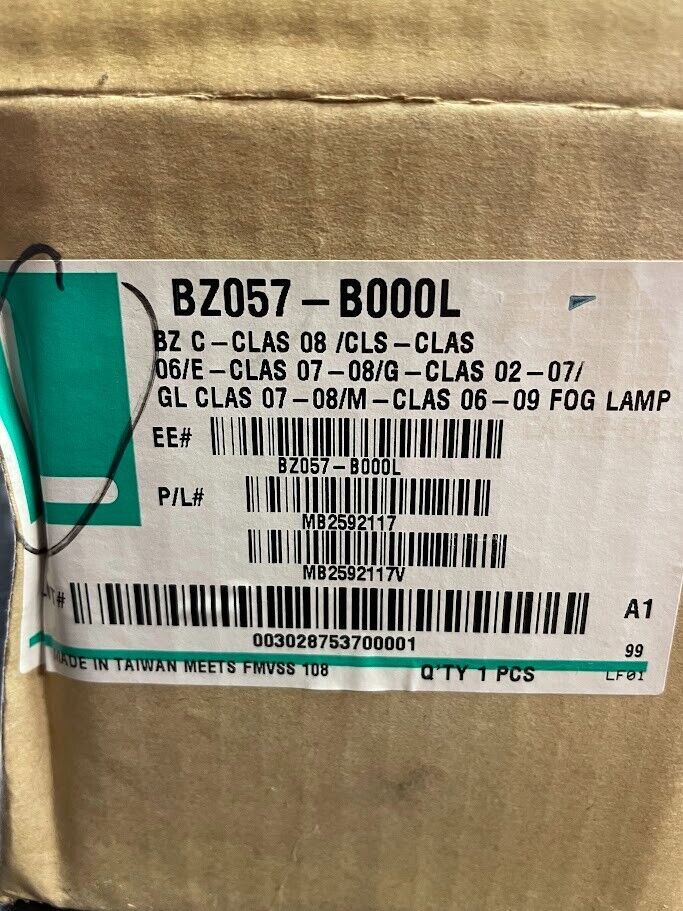 BZ057-B000L
BZ C-CLAS 08 /CLS-CLAS
06/E-CLAS 07-08/G-CLAS 02-07/
GL CLAS 07-08/M-CLAS 06-09 FOG LAMP
EE#
BZ057-B000L
P/L#
MB2592117
MB2592117V
#
003028753700001
A1
99
MADE IN TAIWAN MEETS FMVSS 108
Q'TY 1 PCS
LF01